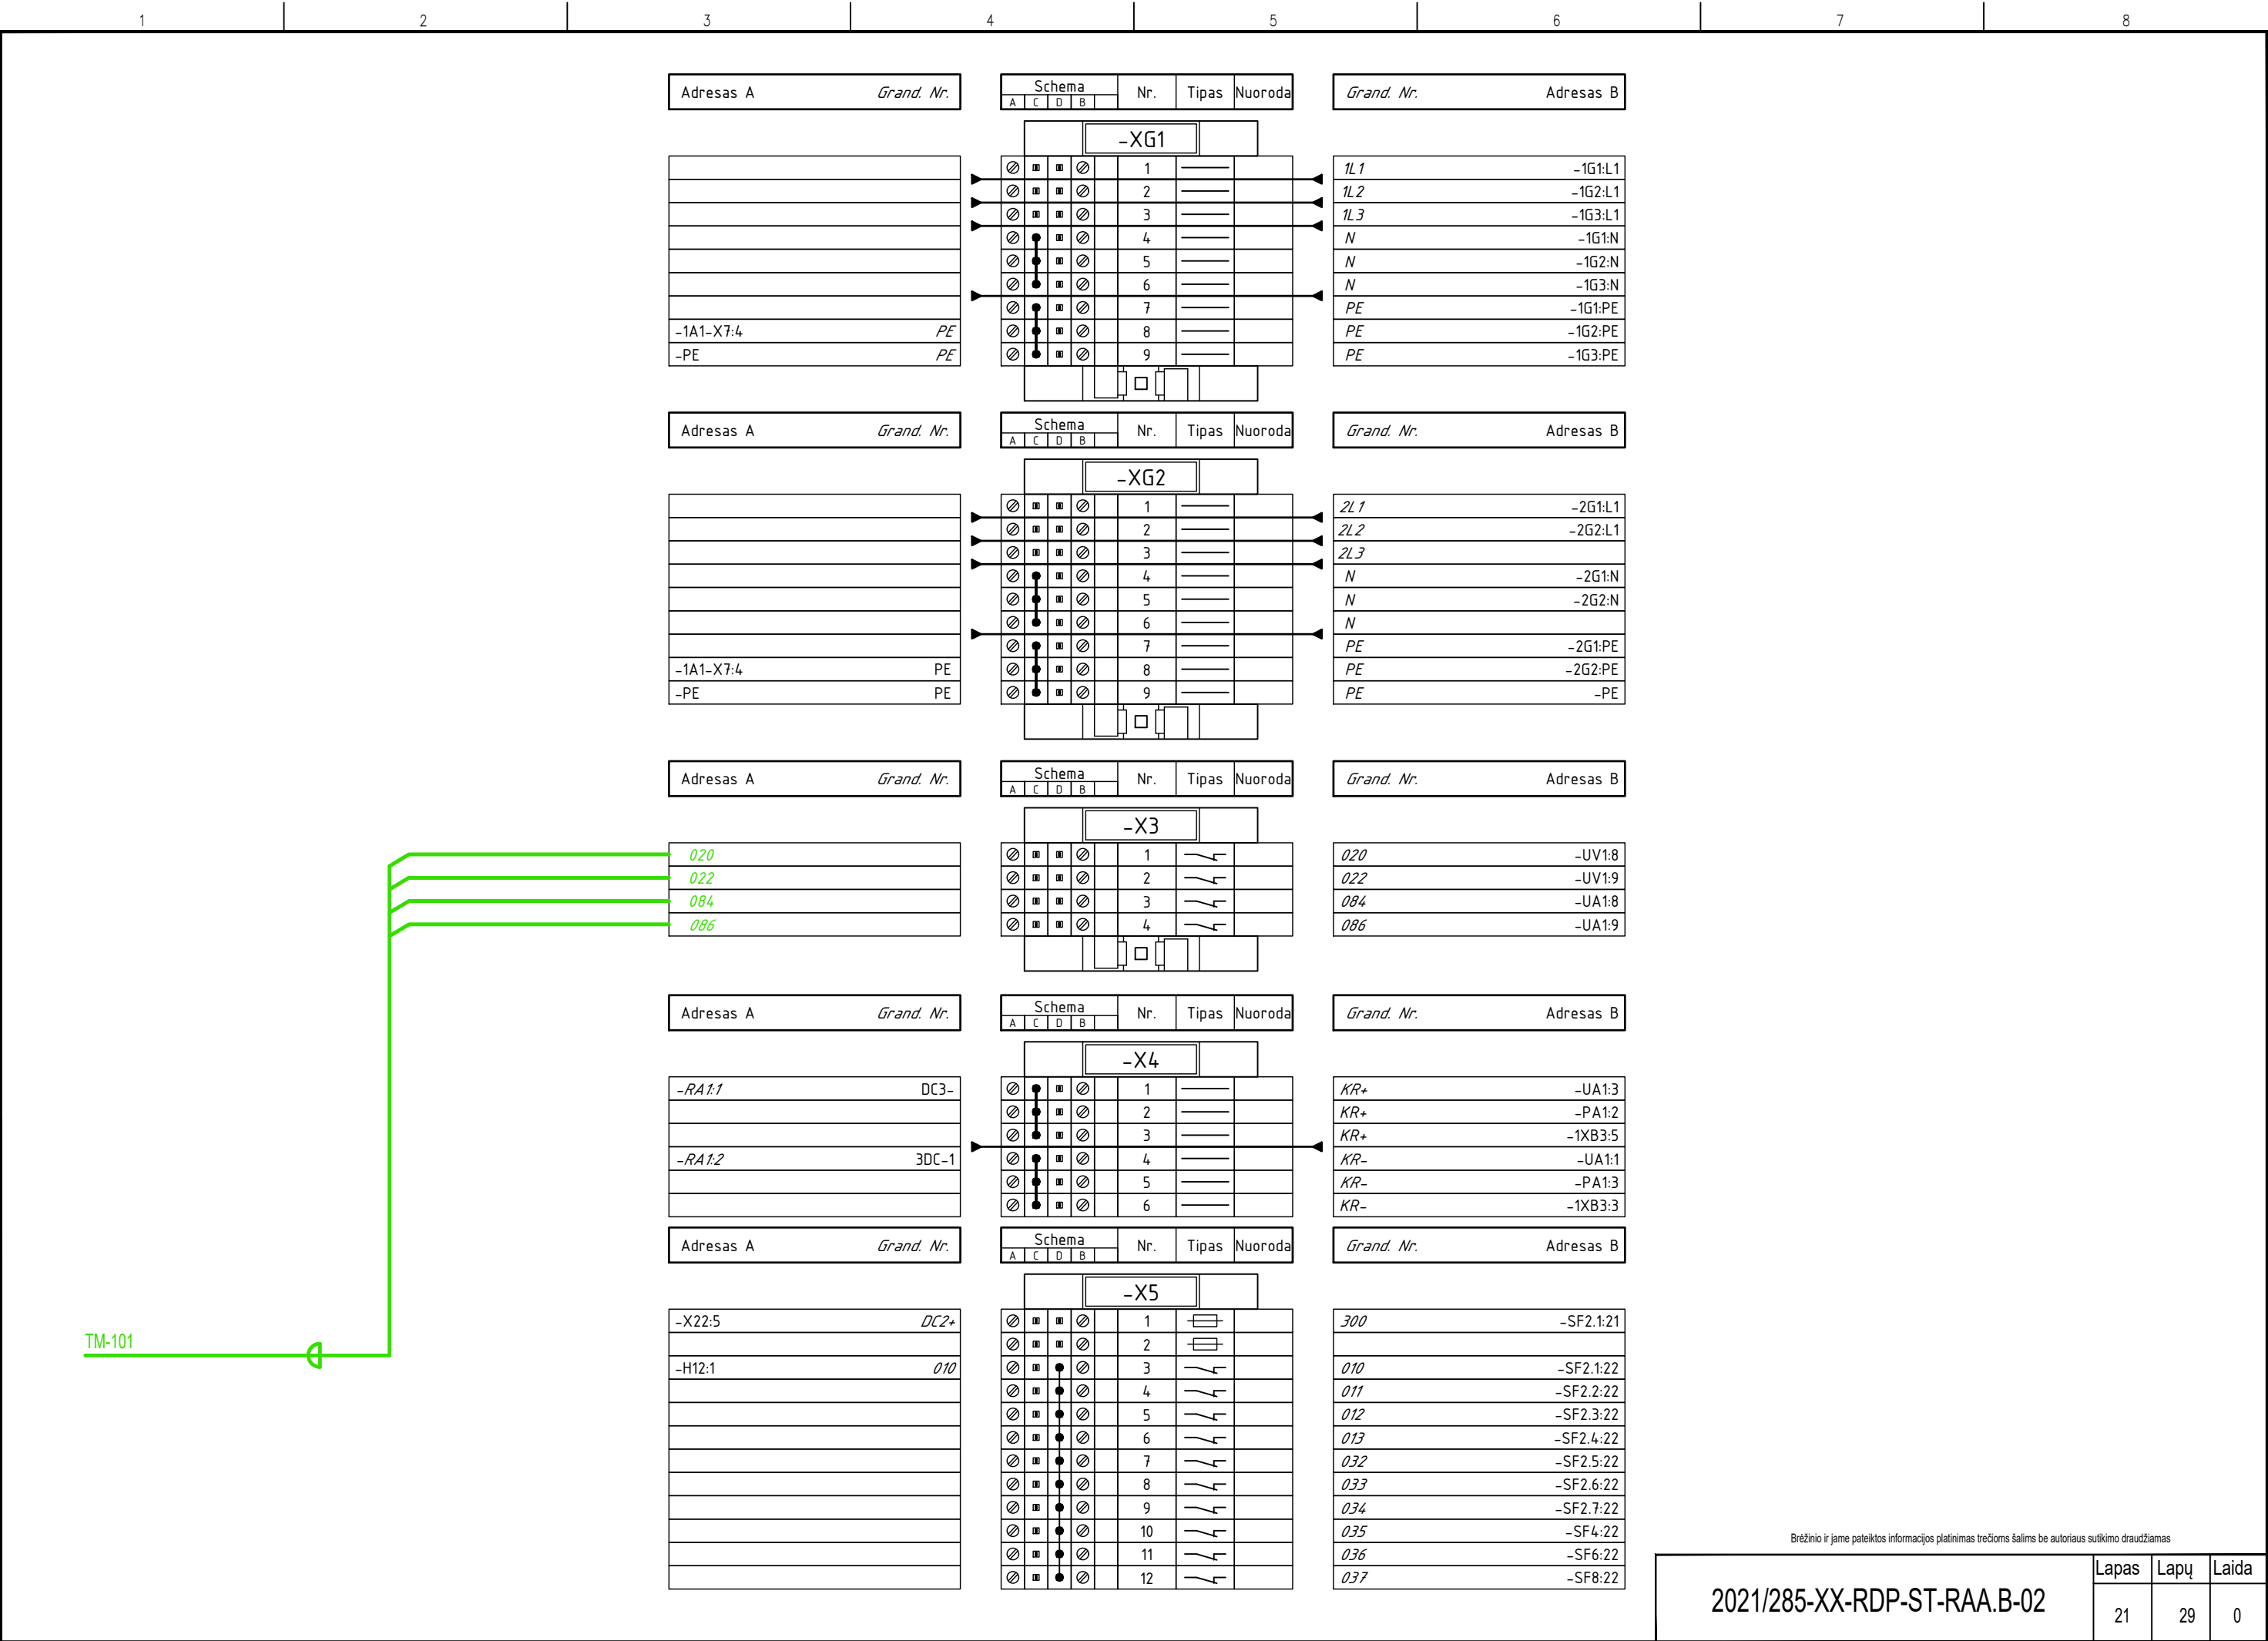 1 2 3 4 5 6 7 8
Adresas A Grand. Nr. Schema Nr. Tipas Nuoroda Grand. Nr. Adresas B
A C D B
-XG1
1 1L1 -1G1:L1
2 1L2 -1G2:L1
3 1L3 -1G3:L1
4 N -1G1:N
5 N -1G2:N
6 N -1G3:N
7 PE -1G1:PE
-1A1-X7:4 PE 8 PE -1G2:PE
-PE PE 9 PE -1G3:PE
Adresas A Grand. Nr. Schema Nr. Tipas Nuoroda Grand. Nr. Adresas B
A C D B
-XG2
1 2L1 -2G1:L1
2 2L2 -2G2:L1
3 2L3
4 N -2G1:N
5 N -2G2:N
6 N
7 PE -2G1:PE
-1A1-X7:4 PE 8 PE -2G2:PE
-PE PE 9 PE -PE
Adresas A Grand. Nr. Schema Nr. Tipas Nuoroda Grand. Nr. Adresas B
A C D B
-X3
020 1 020 -UV1:8
022 2 022 -UV1:9
084 3 084 -UA1:8
086 4 086 -UA1:9
Adresas A Grand. Nr. Schema Nr. Tipas Nuoroda Grand. Nr. Adresas B
A C D B
-X4
-RA1:1 DC3- 1 KR+ -UA1:3
2 KR+ -PA1:2
3 KR+ -1XB3:5
-RA1:2 3DC-1 4 KR- -UA1:1
5 KR- -PA1:3
6 KR- -1XB3:3
Adresas A Grand. Nr. Schema Nr. Tipas Nuoroda Grand. Nr. Adresas B
A C D B
-X5
-X22:5 DC2+ 1 300 -SF2.1:21
TM-101 2
-H12:1 010 3 010 -SF2.1:22
4 011 -SF2.2:22
5 012 -SF2.3:22
6 013 -SF2.4:22
7 032 -SF2.5:22
8 033 -SF2.6:22
9 034 -SF2.7:22
10 035 -SF4:22
11 036 -SF6:22
12 037 -SF8:22
Brėžinio ir jame pateiktos informacijos platinimas trečioms šalims be autoriaus sutikimo draudžiamas
2021/285-XX-RDP-ST-RAA.B-02
Lapas Lapų Laida
21 29 0